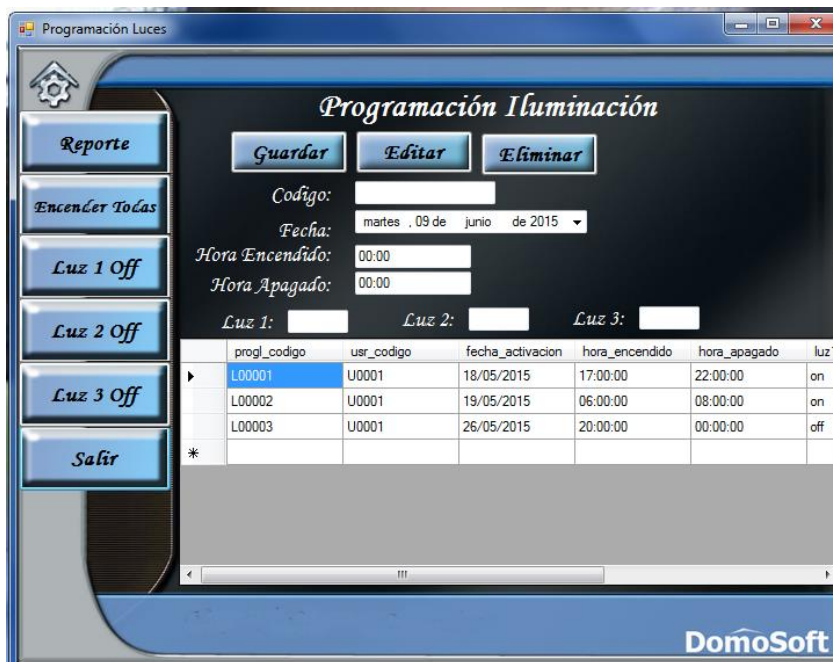 Programación Luces
Programación Iluminación
Reporte
Encender Todas
Luz 1 Off
Luz 2 Off
Luz 3 Off
Salir
Guardar Editar Eliminar
Codigo:
Fecha: martes , 09 de junio de 2015
Hora Encendido: 00:00
Hora Apagado: 00:00
Luz 1: Luz 2: Luz 3:
progl_codigo usr_codigo fecha_activacion hora_encendido hora_apagado
L00001 U0001 18/05/2015 17:00:00 22:00:00 on
L00002 U0001 19/05/2015 06:00:00 08:00:00 on
L00003 U0001 26/05/2015 20:00:00 00:00:00 off
DomoSoft